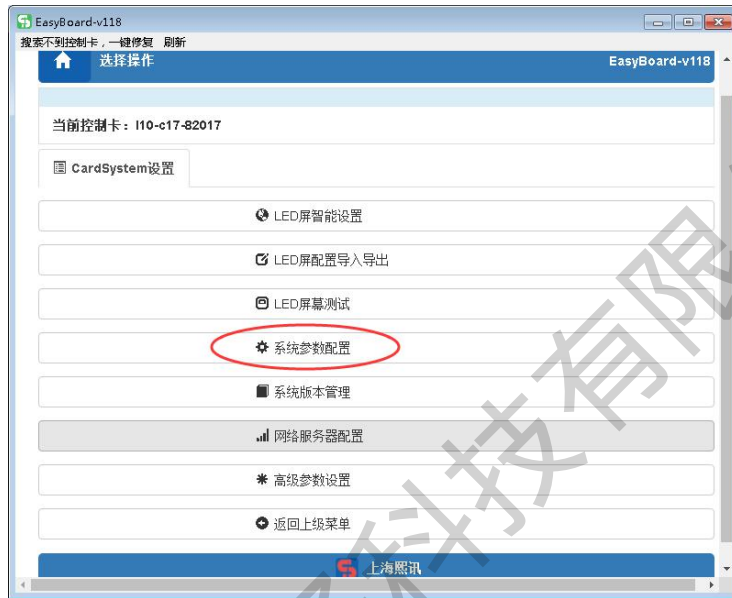 EasyBoard-v118
搜索不到控制卡，一键修复 刷新
选择操作 EasyBoard-v118
当前控制卡：I10-c17-82017
CardSystem设置
LED屏智能设置
LED屏配置导入导出
LED屏幕测试
系统参数配置
系统版本管理
网络服务器配置
高级参数设置
返回上级菜单
上海熙讯
科技有限